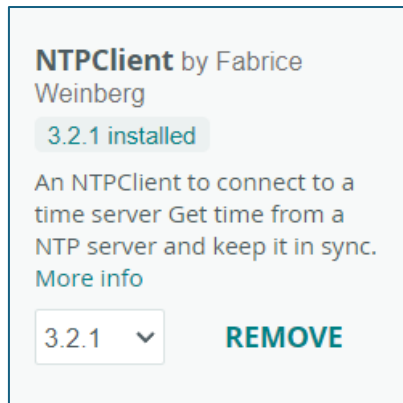 NTPClient by Fabrice
Weinberg
3.2.1 installed
An NTPClient to connect to a
time server Get time from a
NTP server and keep it in sync.
More info
3.2.1
REMOVE